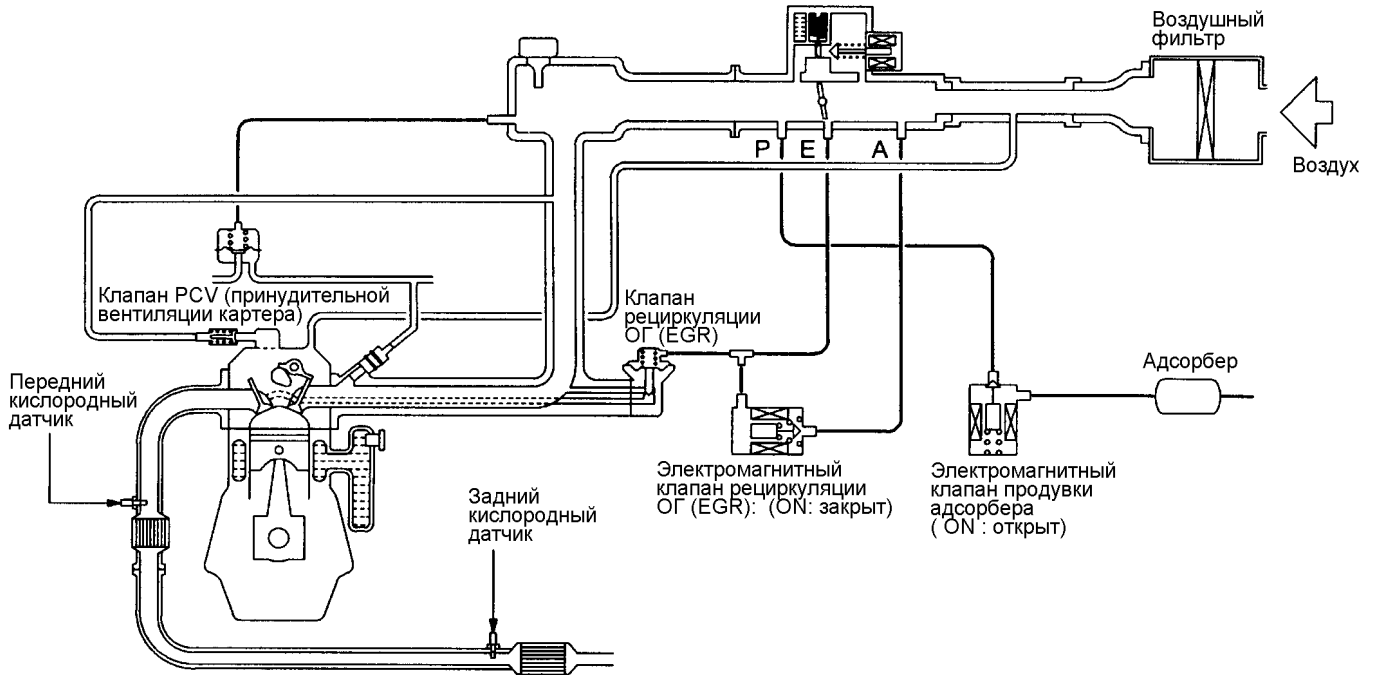 Воздушный
фильтр
Воздух
P E A
Клапан PCV (принудительной
вентиляции картера)
Клапан
рециркуляции
ОГ (EGR)
Передний
кислородный
датчик
Адсорбер
Электромагнитный
клапан рециркуляции
ОГ (EGR): (ON: закрыт)
Электромагнитный
клапан продувки
адсорбера
( ON : открыт)
Задний
кислородный
датчик